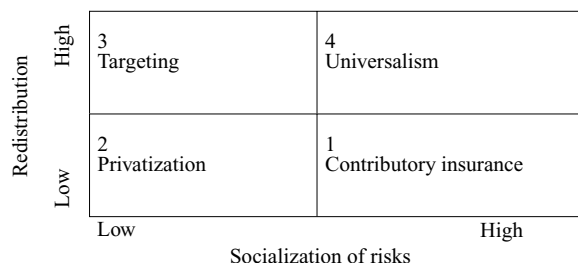 Redistribution
High
Low
3
Targeting
4
Universalism
2
Privatization
1
Contributory insurance
Low
High
Socialization of risks